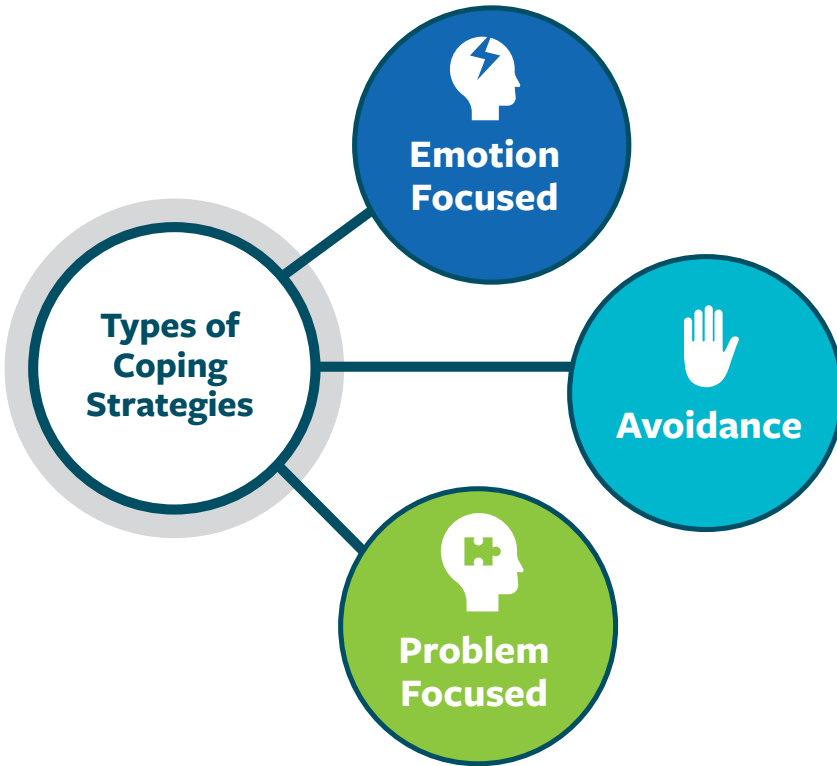 Types of
Coping
Strategies
Emotion
Focused
Avoidance
Problem
Focused